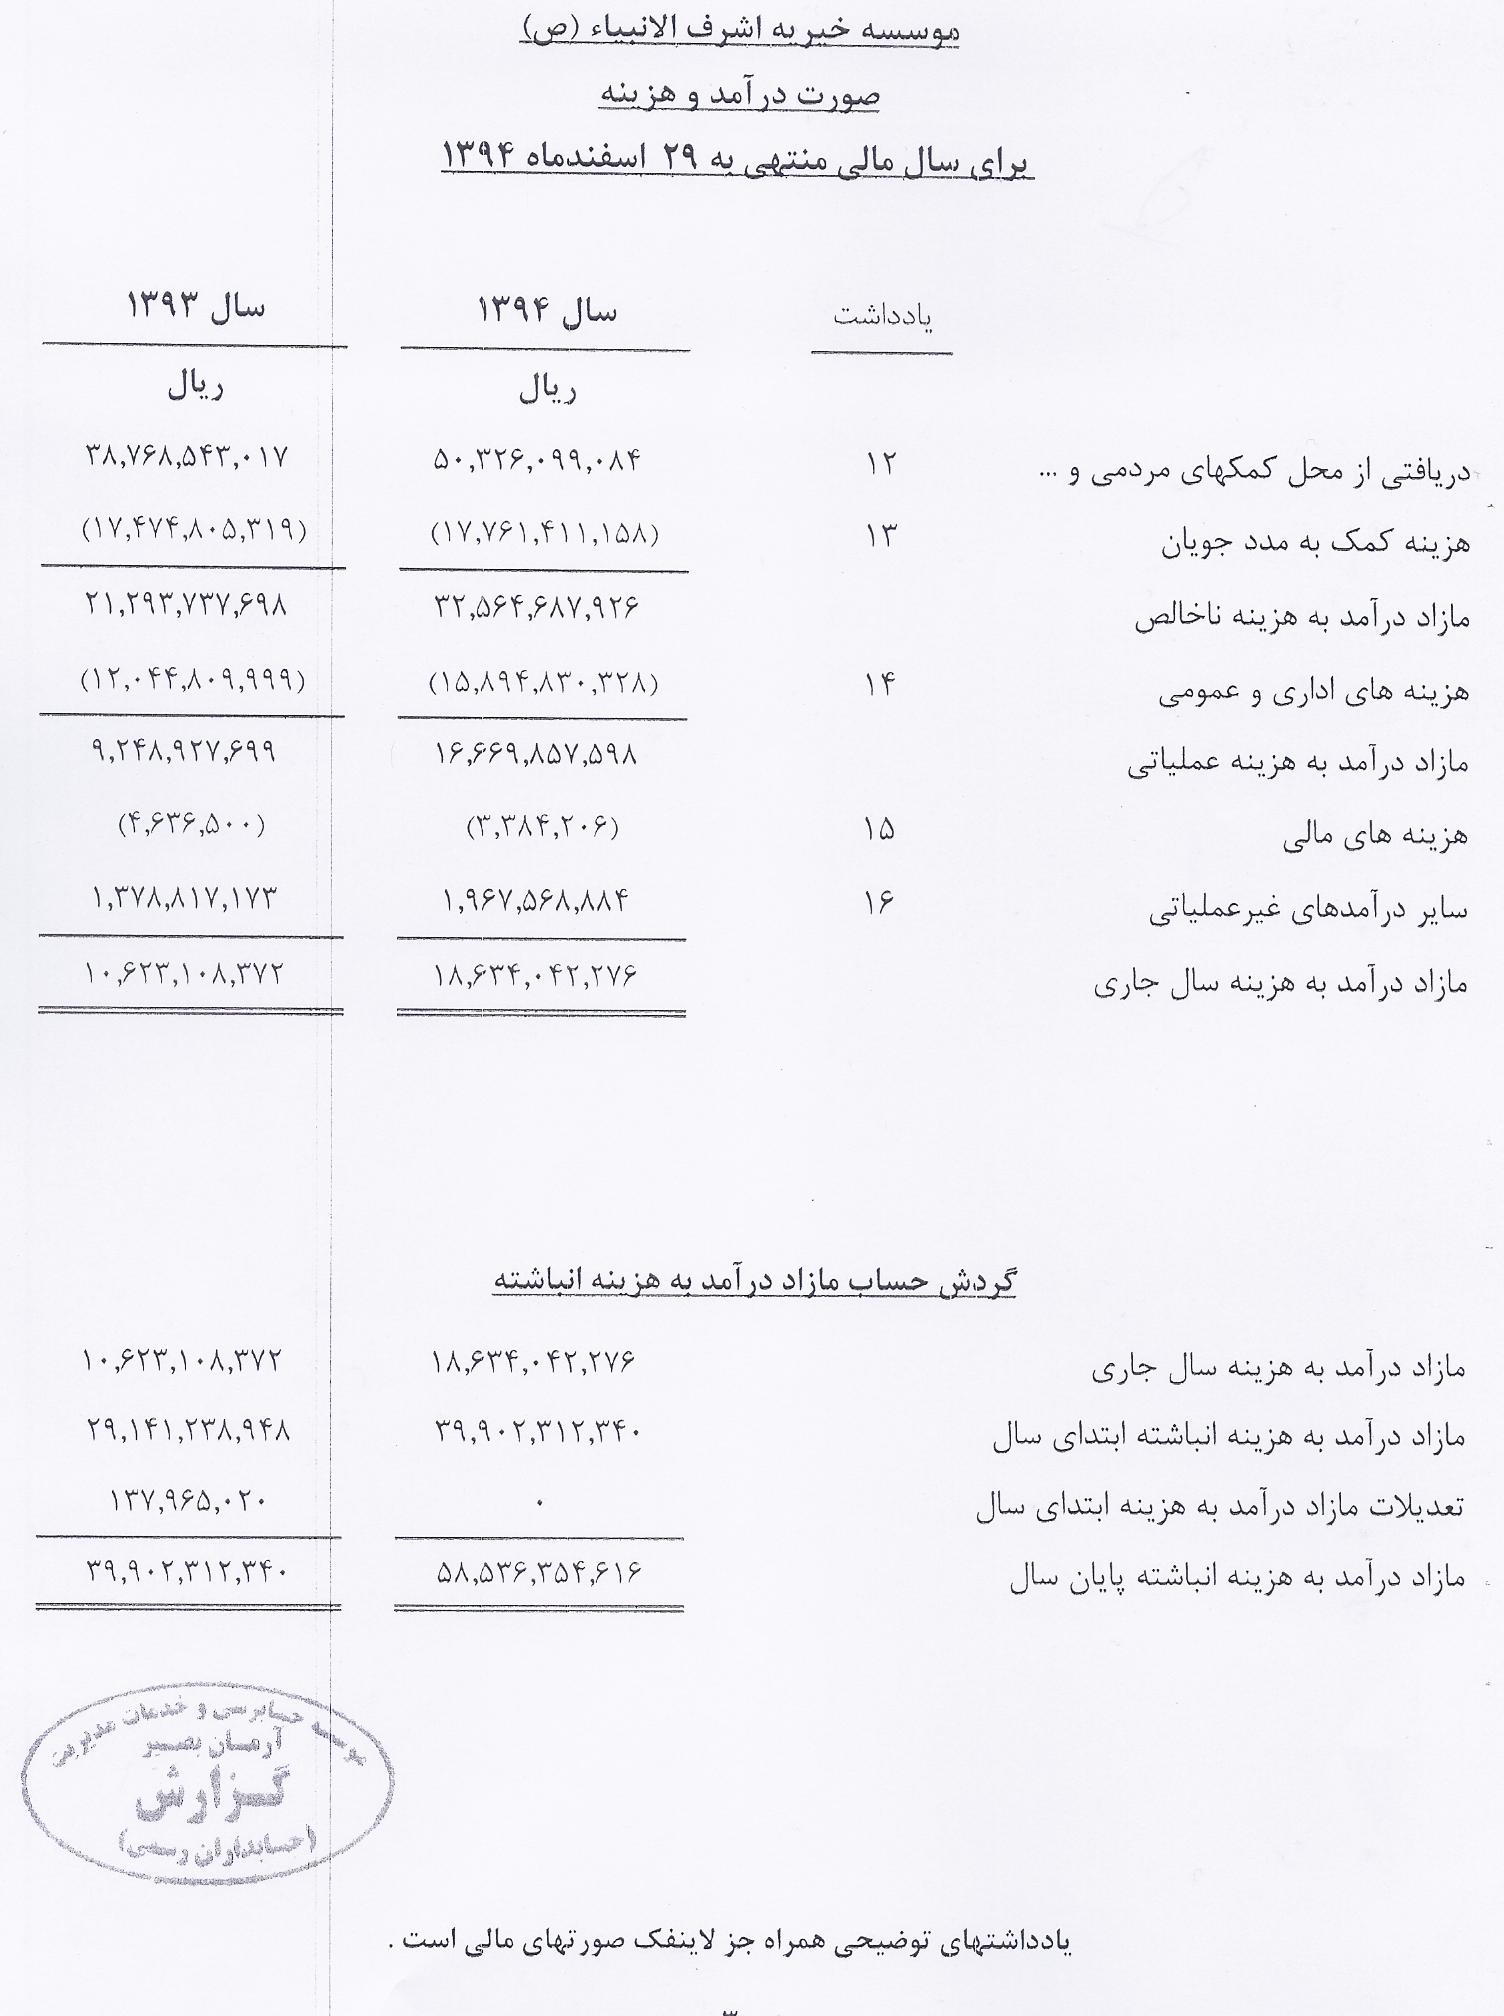 موسسه خیریه اشرف الانبیاء (ص)
صورت درآمد و هزینه
برای سال مالی منتهی به ۲۹ اسفندماه ۱۳۹۴
یادداشت سال ۱۳۹۴ سال ۱۳۹۳
ریال ریال
دریافتی از محل کمکهای مردمی و ... ۱۲ ۵۰,۳۲۶,۰۹۹,۰۸۴ ۳۸,۷۶۸,۵۴۳,۰۱۷
هزینه کمک به مدد جویان ۱۳ (۱۷,۷۶۱,۴۱۱,۱۵۸) (۱۷,۴۷۴,۸۰۵,۳۱۹)
مازاد درآمد به هزینه ناخالص ۳۲,۵۶۴,۶۸۷,۹۲۶ ۲۱,۲۹۳,۷۳۷,۶۹۸
هزینه های اداری و عمومی ۱۴ (۱۵,۸۹۴,۸۳۰,۳۲۸) (۱۲,۰۴۴,۸۰۹,۹۹۹)
مازاد درآمد به هزینه عملیاتی ۱۶,۶۶۹,۸۵۷,۵۹۸ ۹,۲۴۸,۹۲۷,۶۹۹
هزینه های مالی ۱۵ (۳,۳۸۴,۲۰۶) (۴,۶۳۶,۵۰۰)
سایر درآمدهای غیرعملیاتی ۱۶ ۱,۹۶۷,۵۶۸,۸۸۴ ۱,۳۷۸,۸۱۷,۱۷۳
مازاد درآمد به هزینه سال جاری ۱۸,۶۳۴,۰۴۲,۲۷۶ ۱۰,۶۲۳,۱۰۸,۳۷۲
گردش حساب مازاد درآمد به هزینه انباشته
مازاد درآمد به هزینه سال جاری ۱۸,۶۳۴,۰۴۲,۲۷۶ ۱۰,۶۲۳,۱۰۸,۳۷۲
مازاد درآمد به هزینه انباشته ابتدای سال ۳۹,۹۰۲,۳۱۲,۳۴۰ ۲۹,۱۴۱,۲۳۸,۹۴۸
تعدیلات مازاد درآمد به هزینه ابتدای سال ۰ ۱۳۷,۹۶۵,۰۲۰
مازاد درآمد به هزینه انباشته پایان سال ۵۸,۵۳۶,۳۵۴,۶۱۶ ۳۹,۹۰۲,۳۱۲,۳۴۰
موسسه حسابرسی و خدمات مدیریت
آرمان بصیر
گزارش
(حسابداران رسمی)
یادداشتهای توضیحی همراه جز لاینفک صورتهای مالی است .